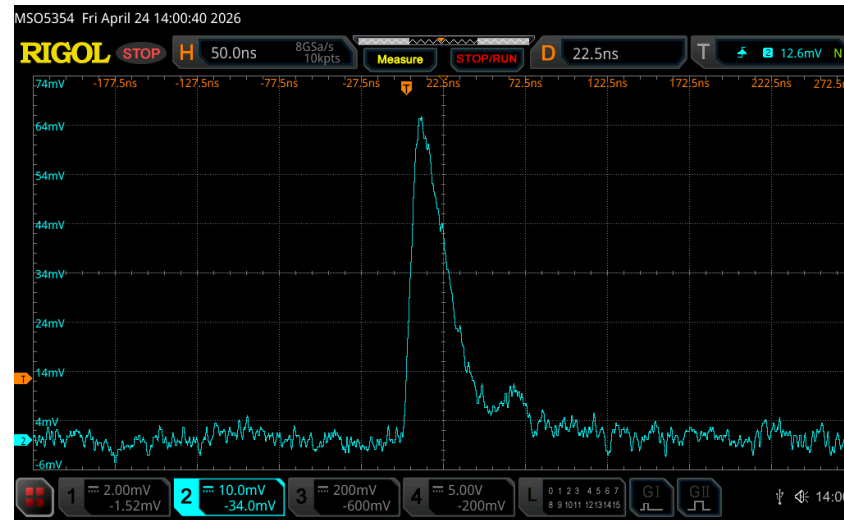 MSO5354 Fri April 24 14:00:40 2026
RIGOL STOP H 50.0ns 8GSa/s 10kpts Measure STOP/RUN D 22.5ns T 2 12.6mV N
74mV -177.5ns -127.5ns -77.5ns -27.5ns T 22.5ns 72.5ns 122.5ns 172.5ns 222.5ns 272.5
64mV
54mV
44mV
34mV
24mV
T 14mV
4mV
2
-6mV
1 2.00mV -1.52mV 2 10.0mV -34.0mV 3 200mV -600mV 4 5.00V -200mV L 0 1 2 3 4 5 6 7 8 9 10 11 12 13 14 15 GI GII 14:00